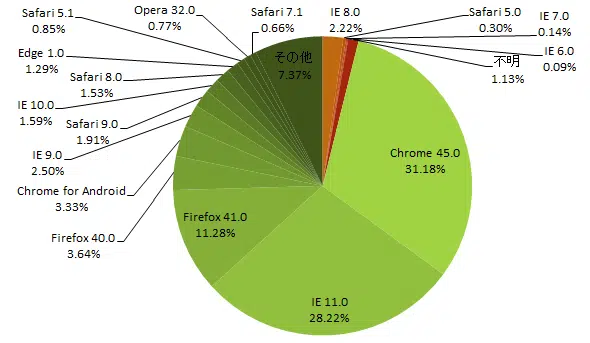 IE 8.0
2.22%
Safari 5.0
0.30%
IE 7.0
0.14%
IE 6.0
0.09%
不明
1.13%
Chrome 45.0
31.18%
IE 11.0
28.22%
Firefox 41.0
11.28%
Firefox 40.0
3.64%
Chrome for Android
3.33%
IE 9.0
2.50%
Safari 9.0
1.91%
IE 10.0
1.59%
Safari 8.0
1.53%
Edge 1.0
1.29%
Safari 5.1
0.85%
Opera 32.0
0.77%
Safari 7.1
0.66%
その他
7.37%